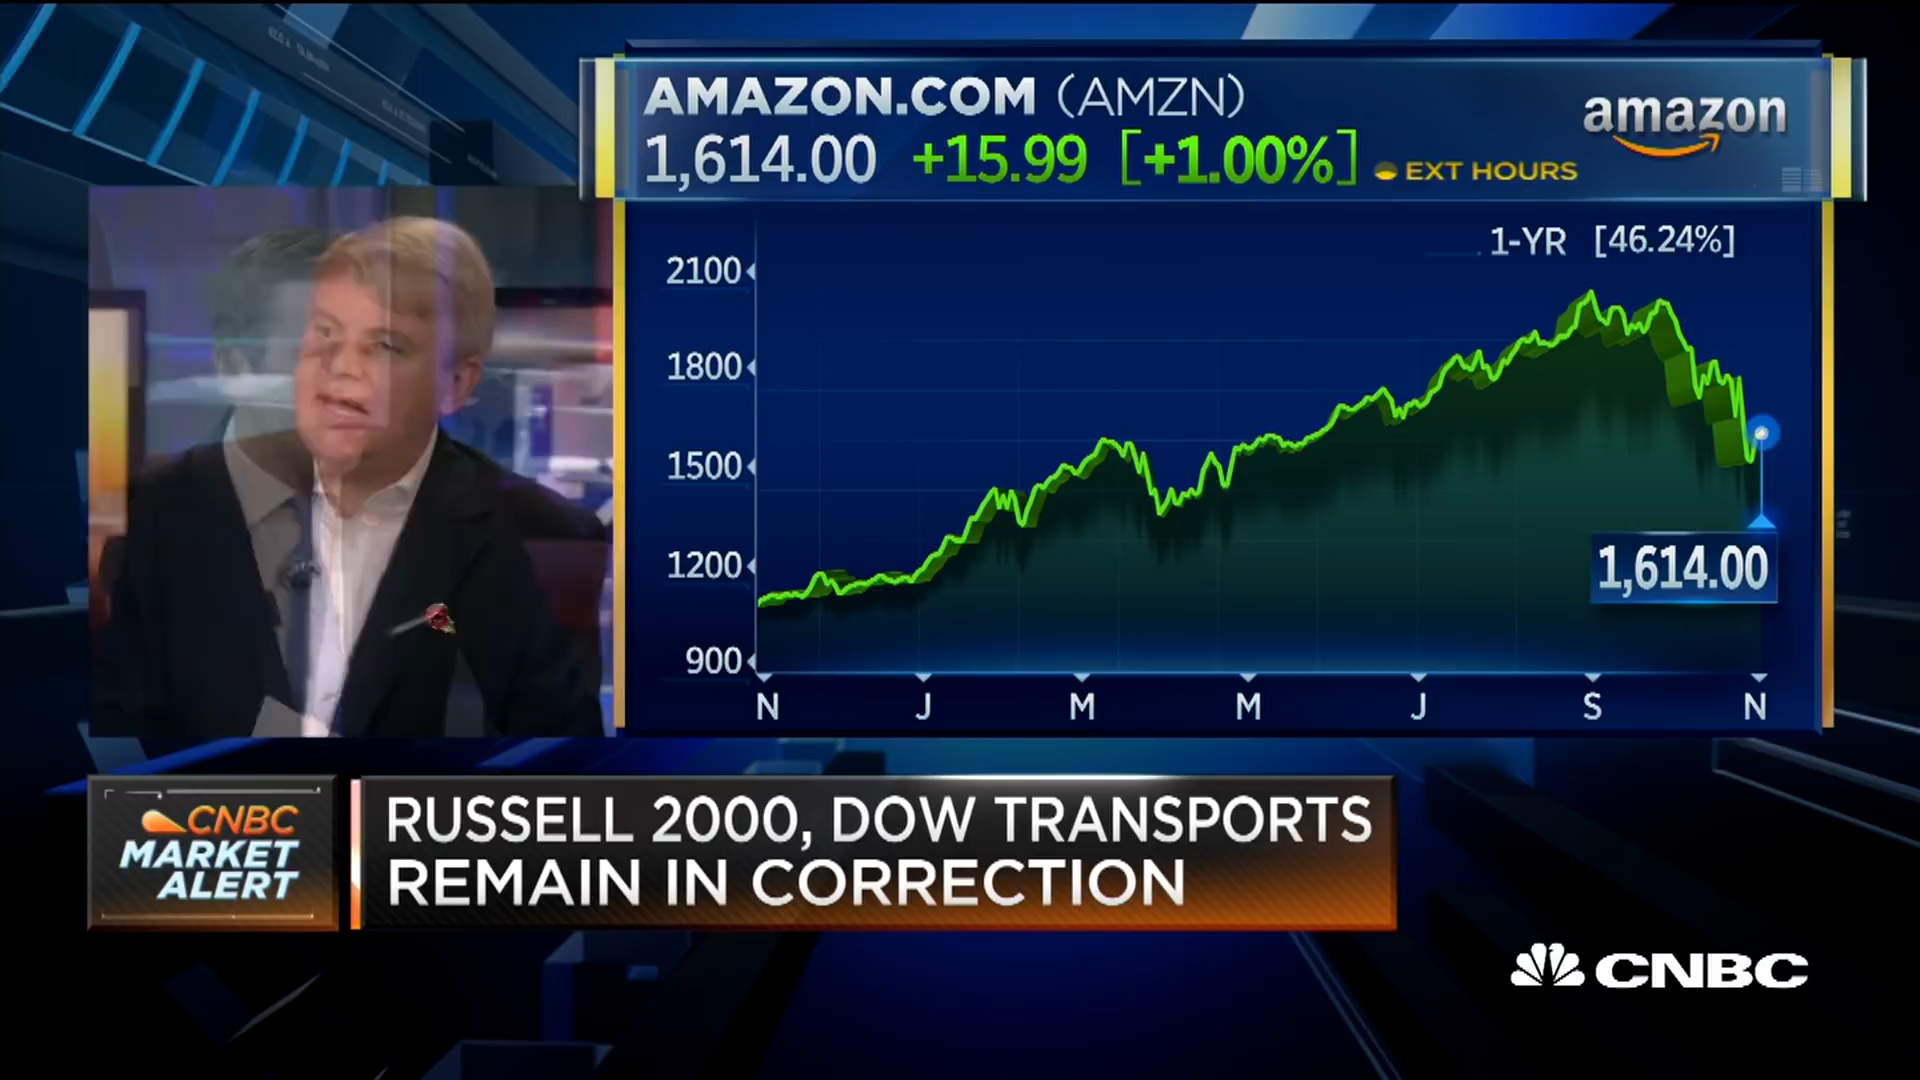 AMAZON.COM (AMZN)
1,614.00 +15.99 [+1.00%] EXT HOURS
amazon
1-YR [46.24%]
2100
1800
1500
1200
900
1,614.00
N J M M J S N
CNBC
MARKET
ALERT
RUSSELL 2000, DOW TRANSPORTS
REMAIN IN CORRECTION
CNBC